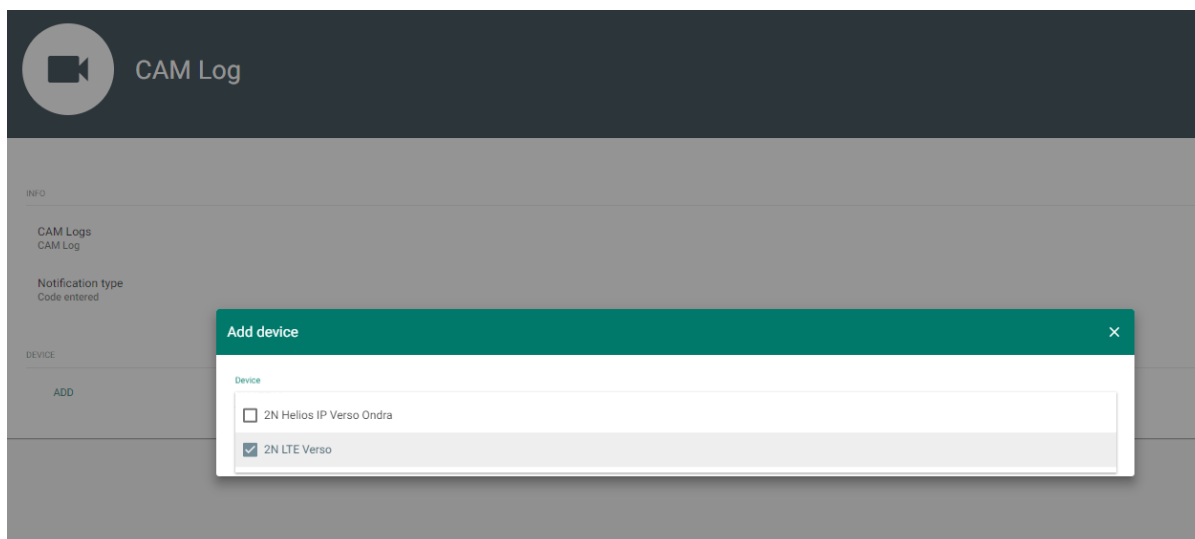 CAM Log
INFO
CAM Logs
CAM Log
Notification type
Code entered
Add device
DEVICE
Device
ADD
2N Helios IP Verso Ondra
2N LTE Verso